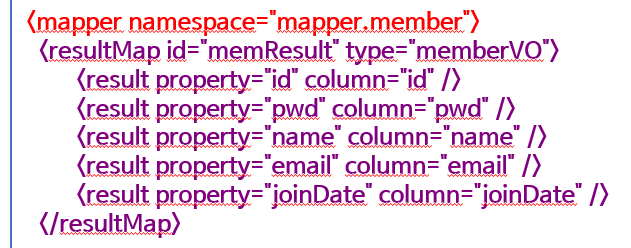 <mapper namespace="mapper.member">
<resultMap id="memResult" type="memberVO">
<result property="id" column="id" />
<result property="pwd" column="pwd" />
<result property="name" column="name" />
<result property="email" column="email" />
<result property="joinDate" column="joinDate" />
</resultMap>